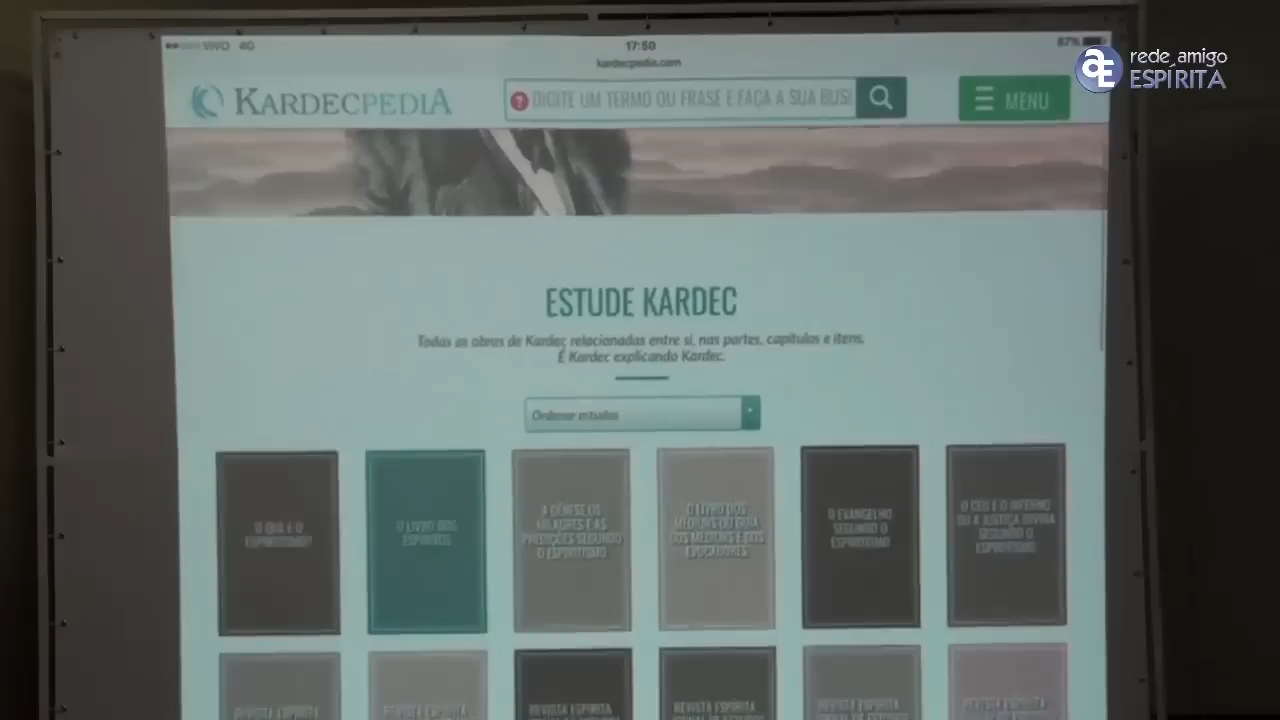 VIVO 4G
17:50
87%
kardecpedia.com
rede amigo
ESPÍRITA
KARDECPEDIA
? DIGITE UM TERMO OU FRASE E FAÇA A SUA BUS
MENU
ESTUDE KARDEC
Todas as obras de Kardec relacionadas entre si, nas partes, capítulos e itens.
É Kardec explicando Kardec.
Ordenar estudos
O QUE É O
ESPIRITISMO?
O LIVRO DOS
ESPÍRITOS
A GÊNESE OS
MILAGRES E AS
PREDIÇÕES SEGUNDO
O ESPIRITISMO
O LIVRO DOS
MÉDIUNS OU GUIA
DOS MÉDIUNS E DOS
EVOCADORES
O EVANGELHO
SEGUNDO O
ESPIRITISMO
O CÉU E O INFERNO
OU A JUSTIÇA DIVINA
SEGUNDO O
ESPIRITISMO
REVISTA ESPÍRITA
REVISTA ESPÍRITA
REVISTA ESPÍRITA
REVISTA ESPÍRITA
REVISTA ESPÍRITA
REVISTA ESPÍRITA